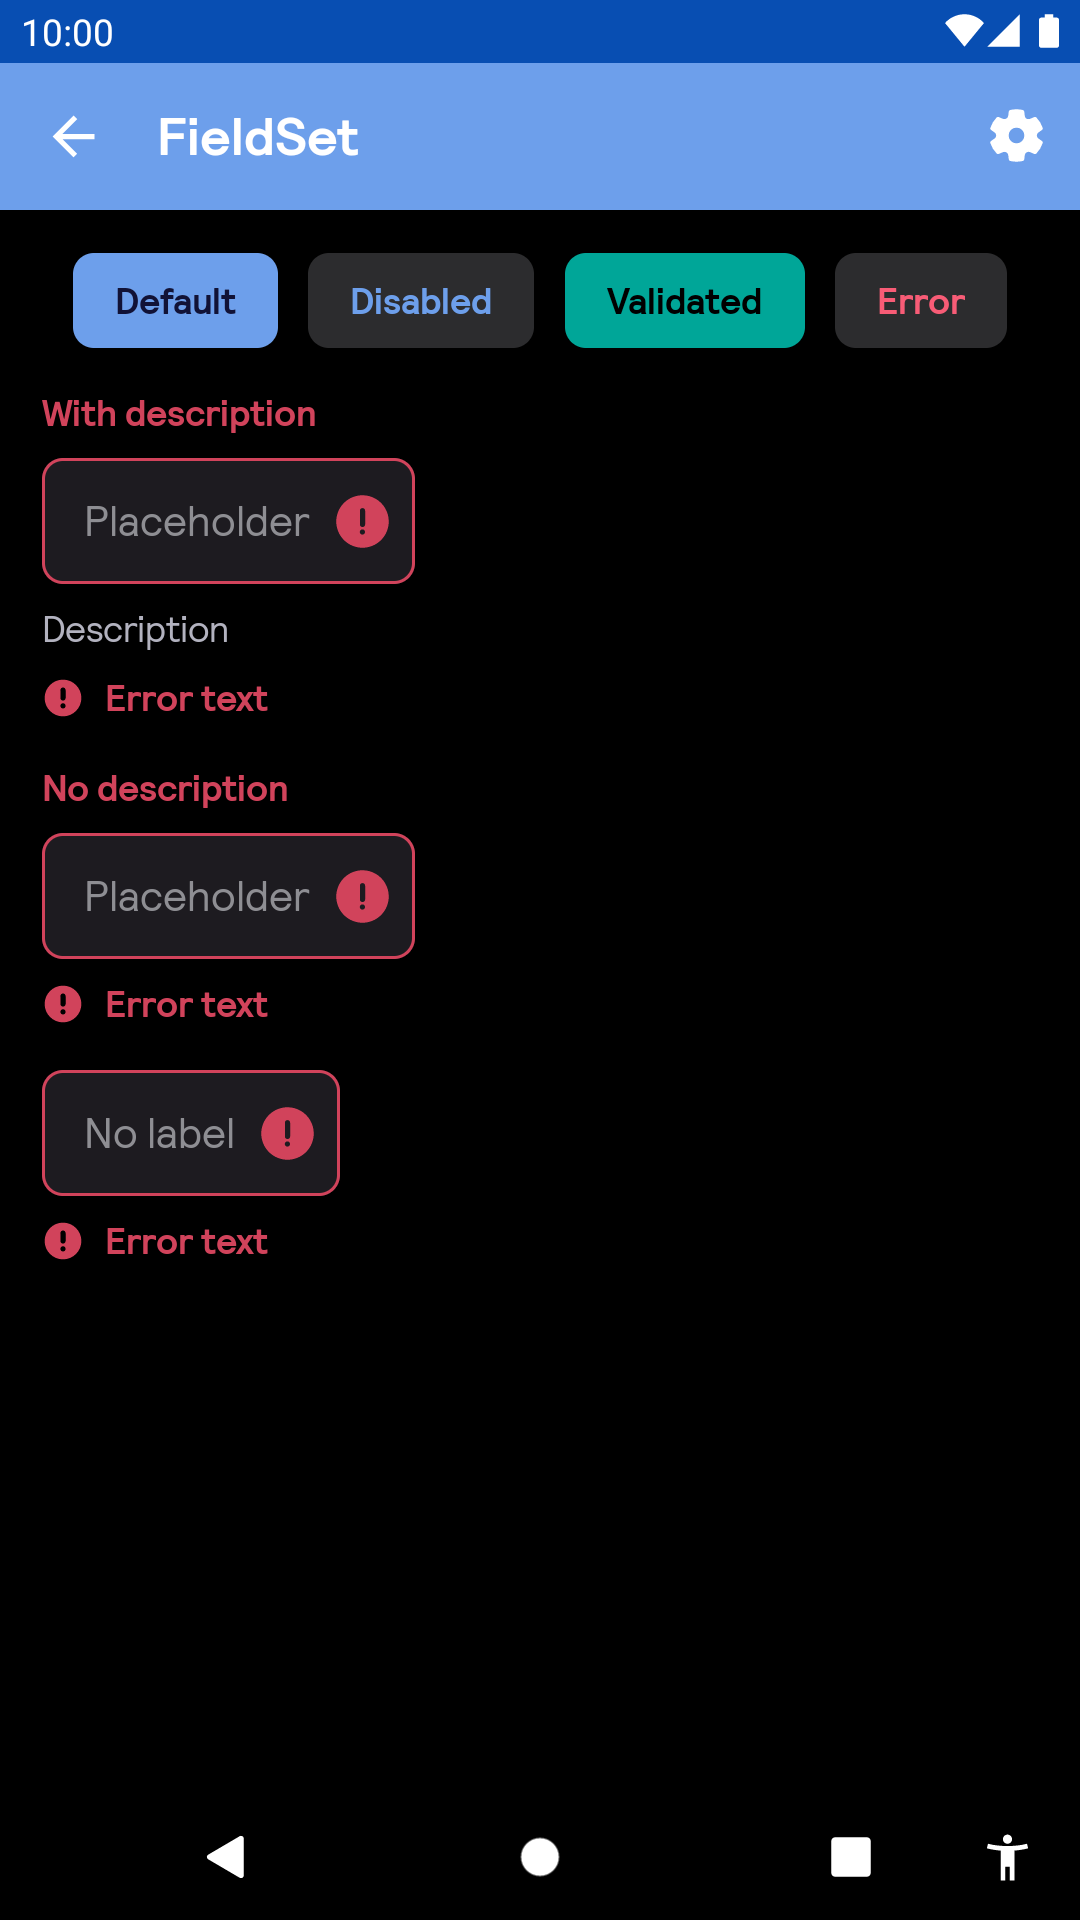 10:00
FieldSet
Default Disabled Validated Error
With description
Placeholder
Description
Error text
No description
Placeholder
Error text
No label
Error text